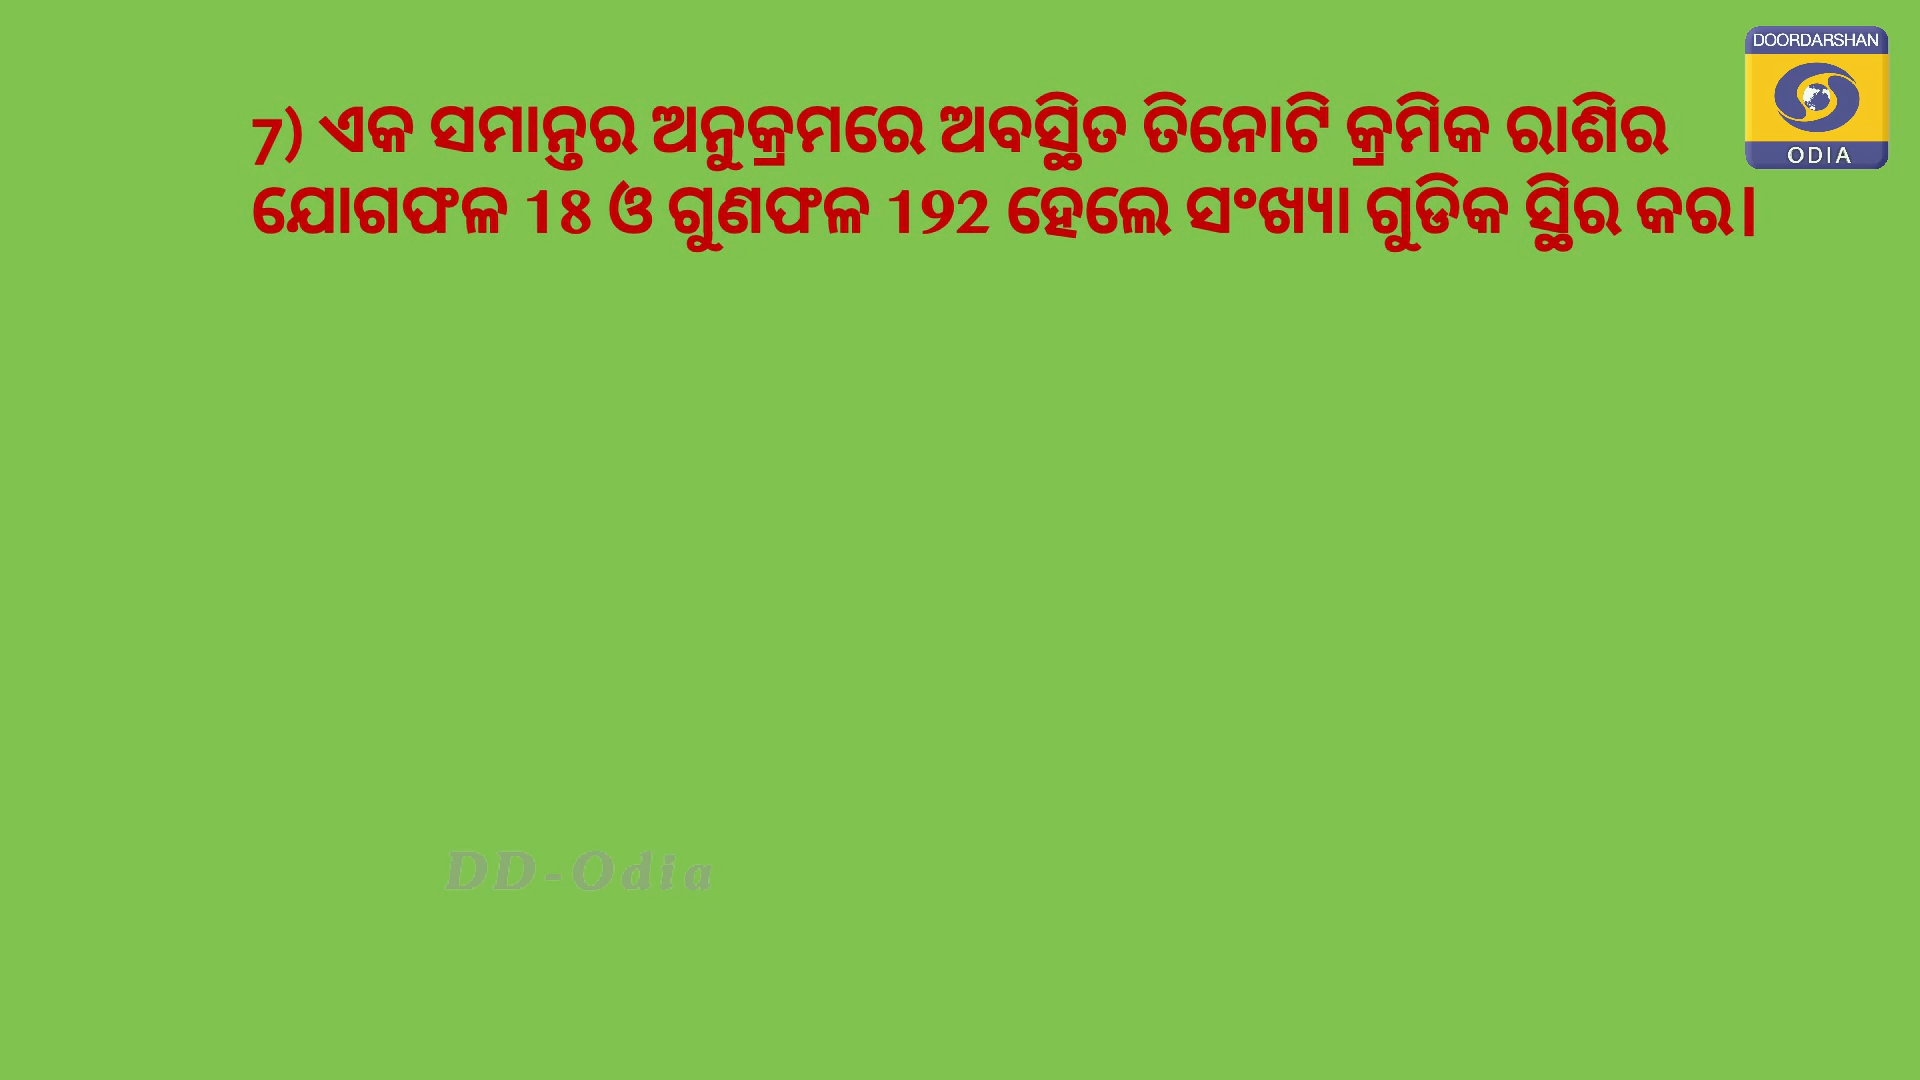 DOORDARSHAN
ODIA
7) ଏକ ସମାନ୍ତର ଅନୁକ୍ରମରେ ଅବସ୍ଥିତ ତିନୋଟି କ୍ରମିକ ରାଶିର
ଯୋଗଫଳ 18 ଓ ଗୁଣଫଳ 192 ହେଲେ ସଂଖ୍ୟା ଗୁଡିକ ସ୍ଥିର କର|
DD-Odia